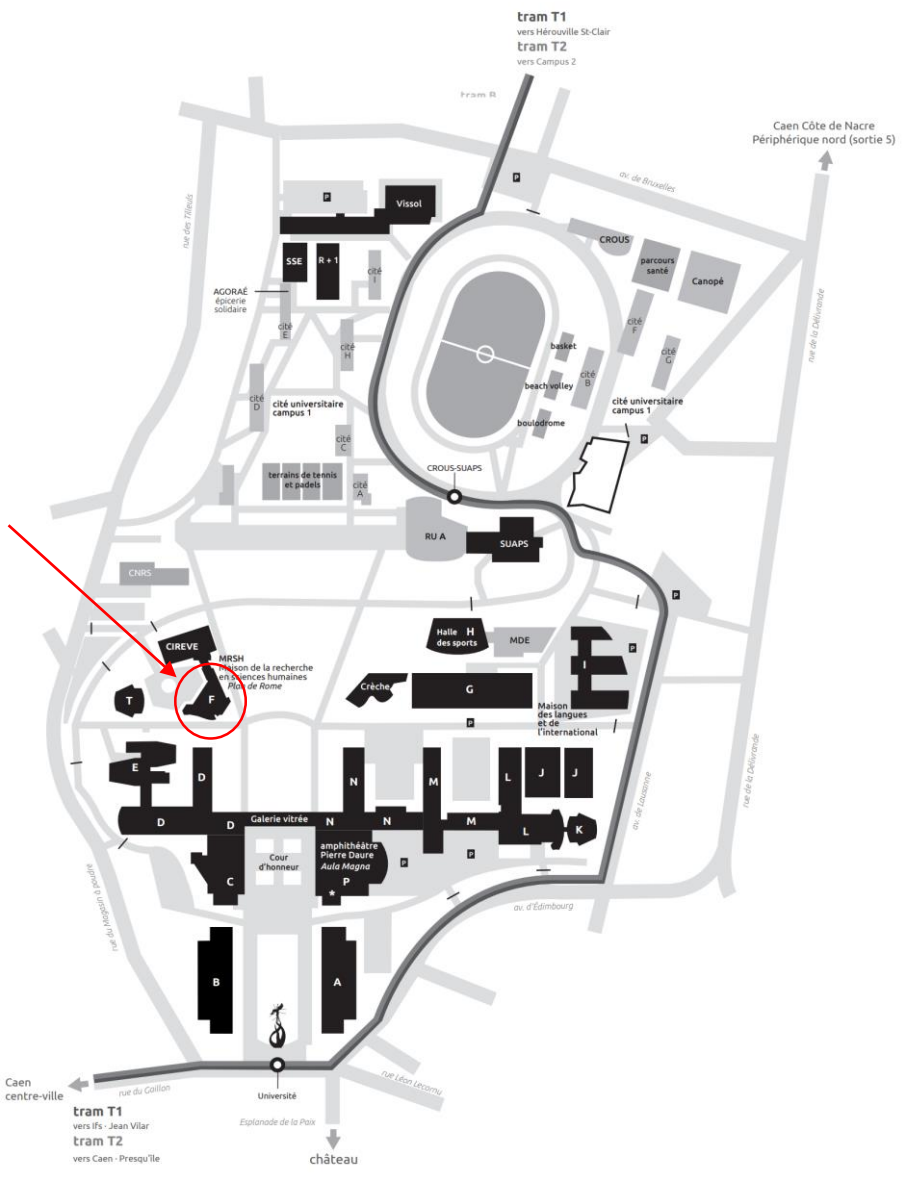 tram T1
vers Hérouville St-Clair
tram T2
vers Campus 2
tram B
Caen Côte de Nacre
Périphérique nord (sortie 5)
P
av. de Bruxelles
rue des Tilleuls
P
Vissol
CROUS
parcours
santé
Canopé
SSE
R + 1
cité
I
AGORAÉ
épicerie
solidaire
cité
E
cité
H
cité
F
cité
G
rue de la Délivrande
basket
beach volley
cité
B
boulodrome
cité
D
cité universitaire
campus 1
cité universitaire
campus 1
P
cité
C
CROUS-SUAPS
terrains de tennis
et padels
cité
A
RU A
SUAPS
CNRS
P
CIREVE
MRSH
Maison de la recherche
en sciences humaines
Plan de Rome
Halle H
des sports
MDE
I
P
T
F
Crèche
G
Maison
des langues
et de
l'international
P
E
D
N
M
L
J
J
rue de la Délivrande
av. de Lausanne
D
D
Galerie vitrée
N
N
M
L
K
Cour
d'honneur
amphithéâtre
Pierre Daure
Aula Magna
P
P
C
P
*
av. d'Édimbourg
rue du Magasin à poudre
B
A
Caen
centre-ville
rue du Gaillon
Université
rue Léon Lecornu
tram T1
vers Ifs - Jean Vilar
tram T2
vers Caen - Presqu'île
Esplanade de la Paix
château